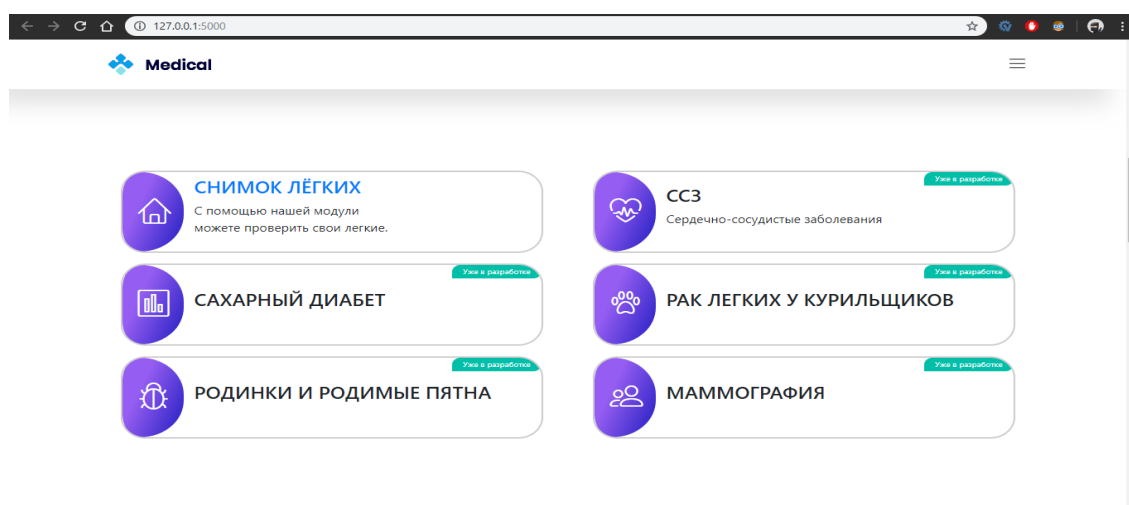 127.0.0.1:5000
Medical
СНИМОК ЛЁГКИХ
С помощью нашей модули
можете проверить свои легкие.
Уже в разработке
ССЗ
Сердечно-сосудистые заболевания
Уже в разработке
САХАРНЫЙ ДИАБЕТ
Уже в разработке
РАК ЛЕГКИХ У КУРИЛЬЩИКОВ
Уже в разработке
РОДИНКИ И РОДИМЫЕ ПЯТНА
Уже в разработке
МАММОГРАФИЯ